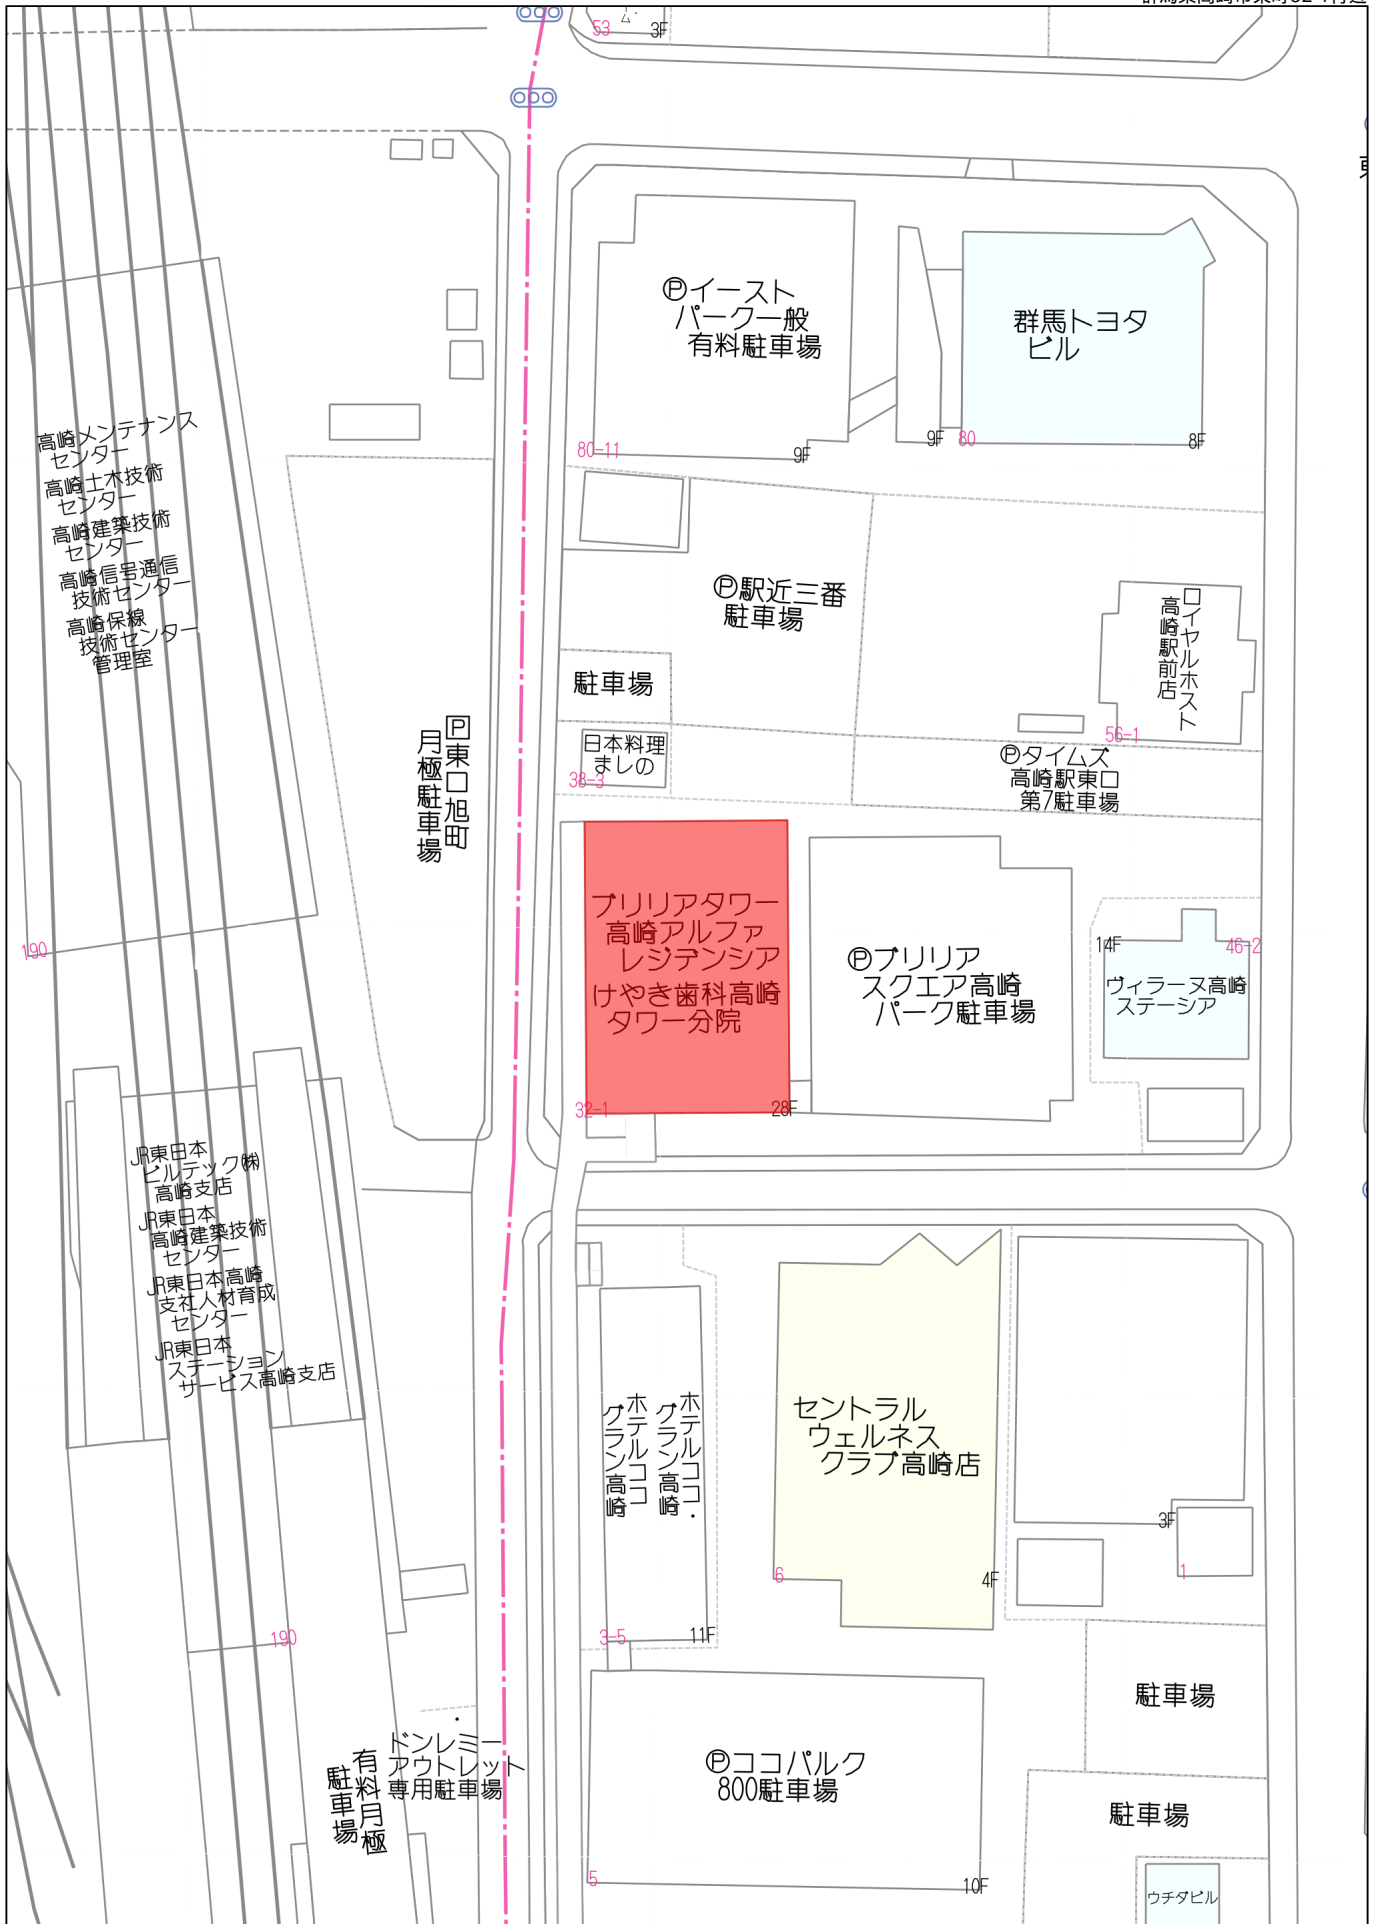 53
3F
Ⓟイースト
パーク一般
有料駐車場
80-11
9F
9F
80
群馬トヨタ
ビル
8F
高崎メンテナンス
センター
高崎土木技術
センター
高崎建築技術
センター
高崎信号通信
技術センター
高崎保線
技術センター
管理室
Ⓟ駅近三番
駐車場
ロイヤルホスト
高崎駅前店
56-1
駐車場
日本料理
ましの
38-3
Ⓟタイムズ
高崎駅東口
第7駐車場
🄿東口旭町
月極駐車場
190
ブリリアタワー
高崎アルファ
レジデンシア
けやき歯科高崎
タワー分院
32-1
28F
Ⓟブリリア
スクエア高崎
パーク駐車場
14F
46-2
ヴィラーヌ高崎
ステーシア
JR東日本
ビルテック㈱
高崎支店
JR東日本
高崎建築技術
センター
JR東日本高崎
支社人材育成
センター
JR東日本
ステーション
サービス高崎支店
ホテルココ・
グラン高崎
ホテルココ
グラン高崎
3-5
11F
セントラル
ウェルネス
クラブ高崎店
6
4F
3F
1
190
ドンレミー
アウトレット
専用駐車場
有料月極
駐車場
Ⓟココパルク
800駐車場
5
10F
駐車場
駐車場
ウチダビル